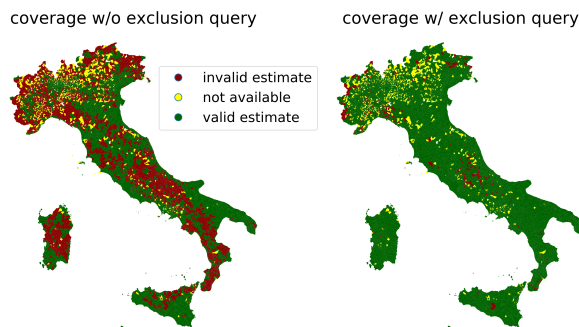 coverage w/o exclusion query
coverage w/ exclusion query
invalid estimate
not available
valid estimate